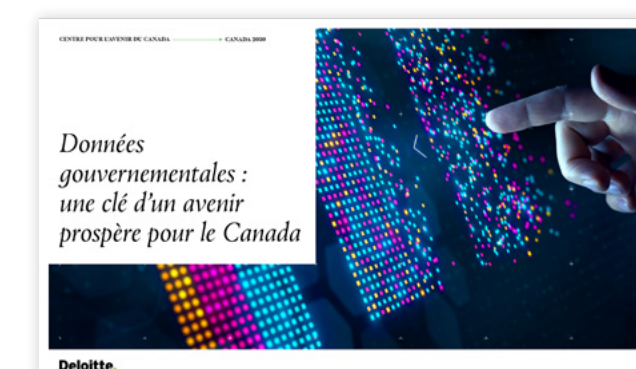 CENTRE POUR L'AVENIR DU CANADA CANADA 2030
Données
gouvernementales :
une clé d'un avenir
prospère pour le Canada
Deloitte.